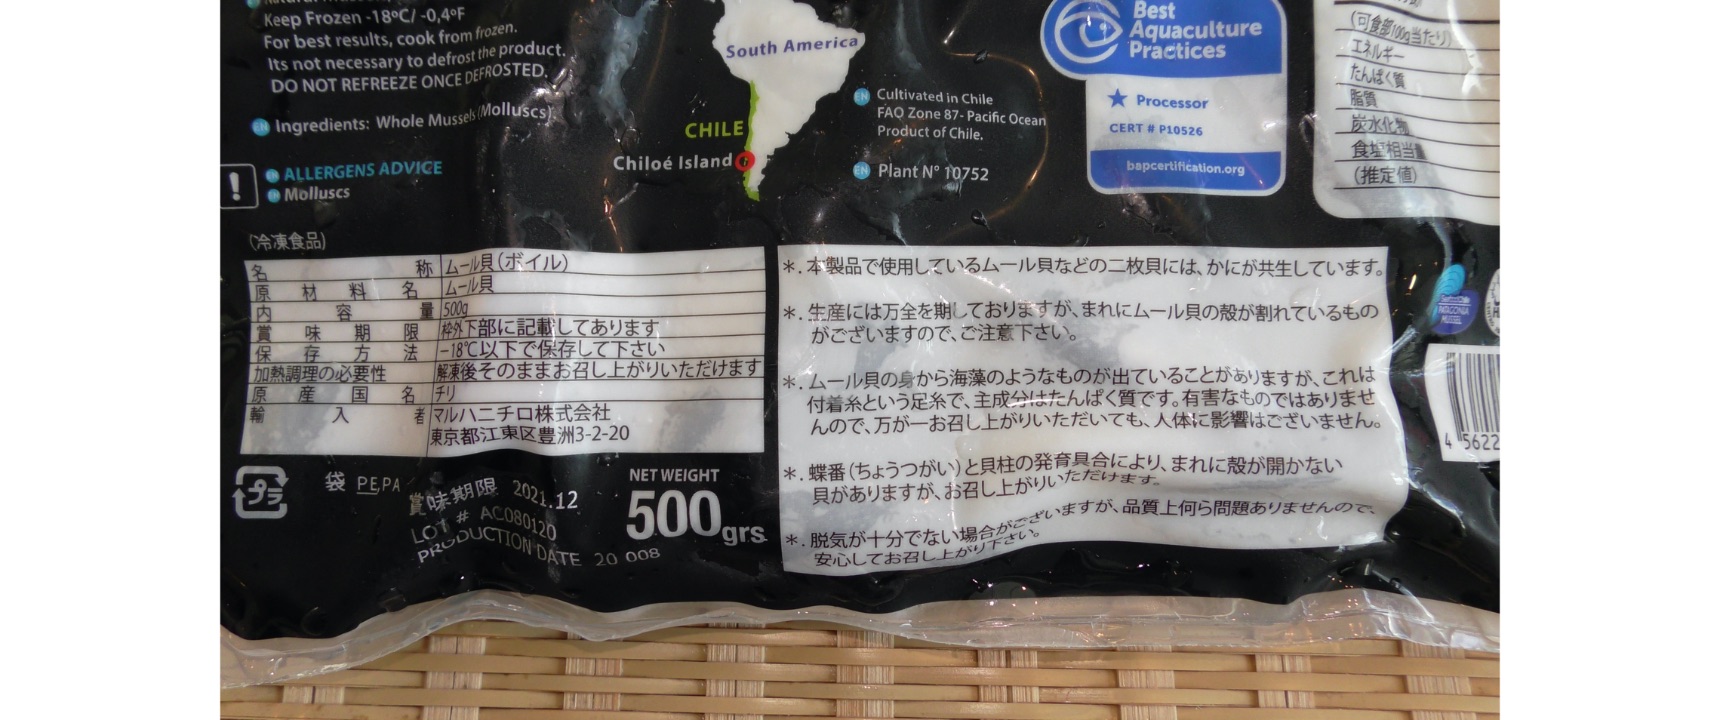 Keep Frozen -18ºC/ -0,4ºF
For best results, cook from frozen.
Its not necessary to defrost the product.
DO NOT REFREEZE ONCE DEFROSTED.
EN Ingredients: Whole Mussels (Molluscs)
! EN ALLERGENS ADVICE
EN Molluscs
South America
CHILE
Chiloé Island
EN Cultivated in Chile
FAO Zone 87- Pacific Ocean
Product of Chile.
EN Plant Nº 10752
Best
Aquaculture
Practices
★ Processor
CERT # P10526
bapcertification.org
(可食部100g当たり)
エネルギー
たんぱく質
脂質
炭水化物
食塩相当量
(推定値)
(冷凍食品)
名称 ムール貝(ボイル)
原材料名 ムール貝
内容量 500g
賞味期限 枠外下部に記載してあります
保存方法 -18℃以下で保存して下さい
加熱調理の必要性 解凍後そのままお召し上がりいただけます
原産国名 チリ
輸入者 マルハニチロ株式会社
東京都江東区豊洲3-2-20
プラ 袋 PE,PA
賞味期限 2021.12
LOT # AC080120
PRODUCTION DATE 20 008
NET WEIGHT
500grs
*. 本製品で使用しているムール貝などの二枚貝には、かにが共生しています。
*. 生産には万全を期しておりますが、まれにムール貝の殻が割れているもの
がございますので、ご注意下さい。
*. ムール貝の身から海藻のようなものが出ていることがありますが、これは
付着糸という足糸で、主成分はたんぱく質です。有害なものではありませ
んので、万が一お召し上がりいただいても、人体に影響はございません。
*. 蝶番(ちょうつがい)と貝柱の発育具合により、まれに殻が開かない
貝がありますが、お召し上がりいただけます。
*. 脱気が十分でない場合がございますが、品質上何ら問題ありませんので、
安心してお召し上がり下さい。
PATAGONIA
MUSSEL
4 5622